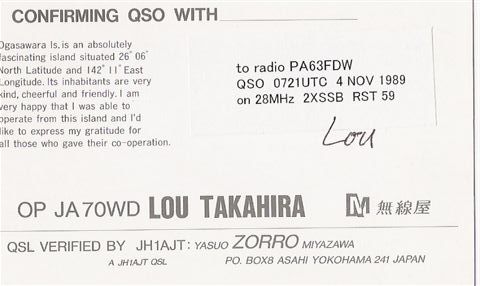 CONFIRMING QSO WITH
Ogasawara Is. is an absolutely
fascinating island situated 26° 06′
North Latitude and 142° 11′ East
Longitude. Its inhabitants are very
kind, cheerful and friendly. I am
very happy that I was able to
operate from this island and I'd
like to express my gratitude for
all those who gave their co-operation.
to radio PA63FDW
QSO 0721UTC 4 NOV 1989
on 28MHz 2XSSB RST 59
Lou
OP JA7OWD LOU TAKAHIRA M 無線屋
QSL VERIFIED BY JH1AJT: YASUO ZORRO MIYAZAWA
A JH1AJT QSL PO. BOX8 ASAHI YOKOHAMA 241 JAPAN